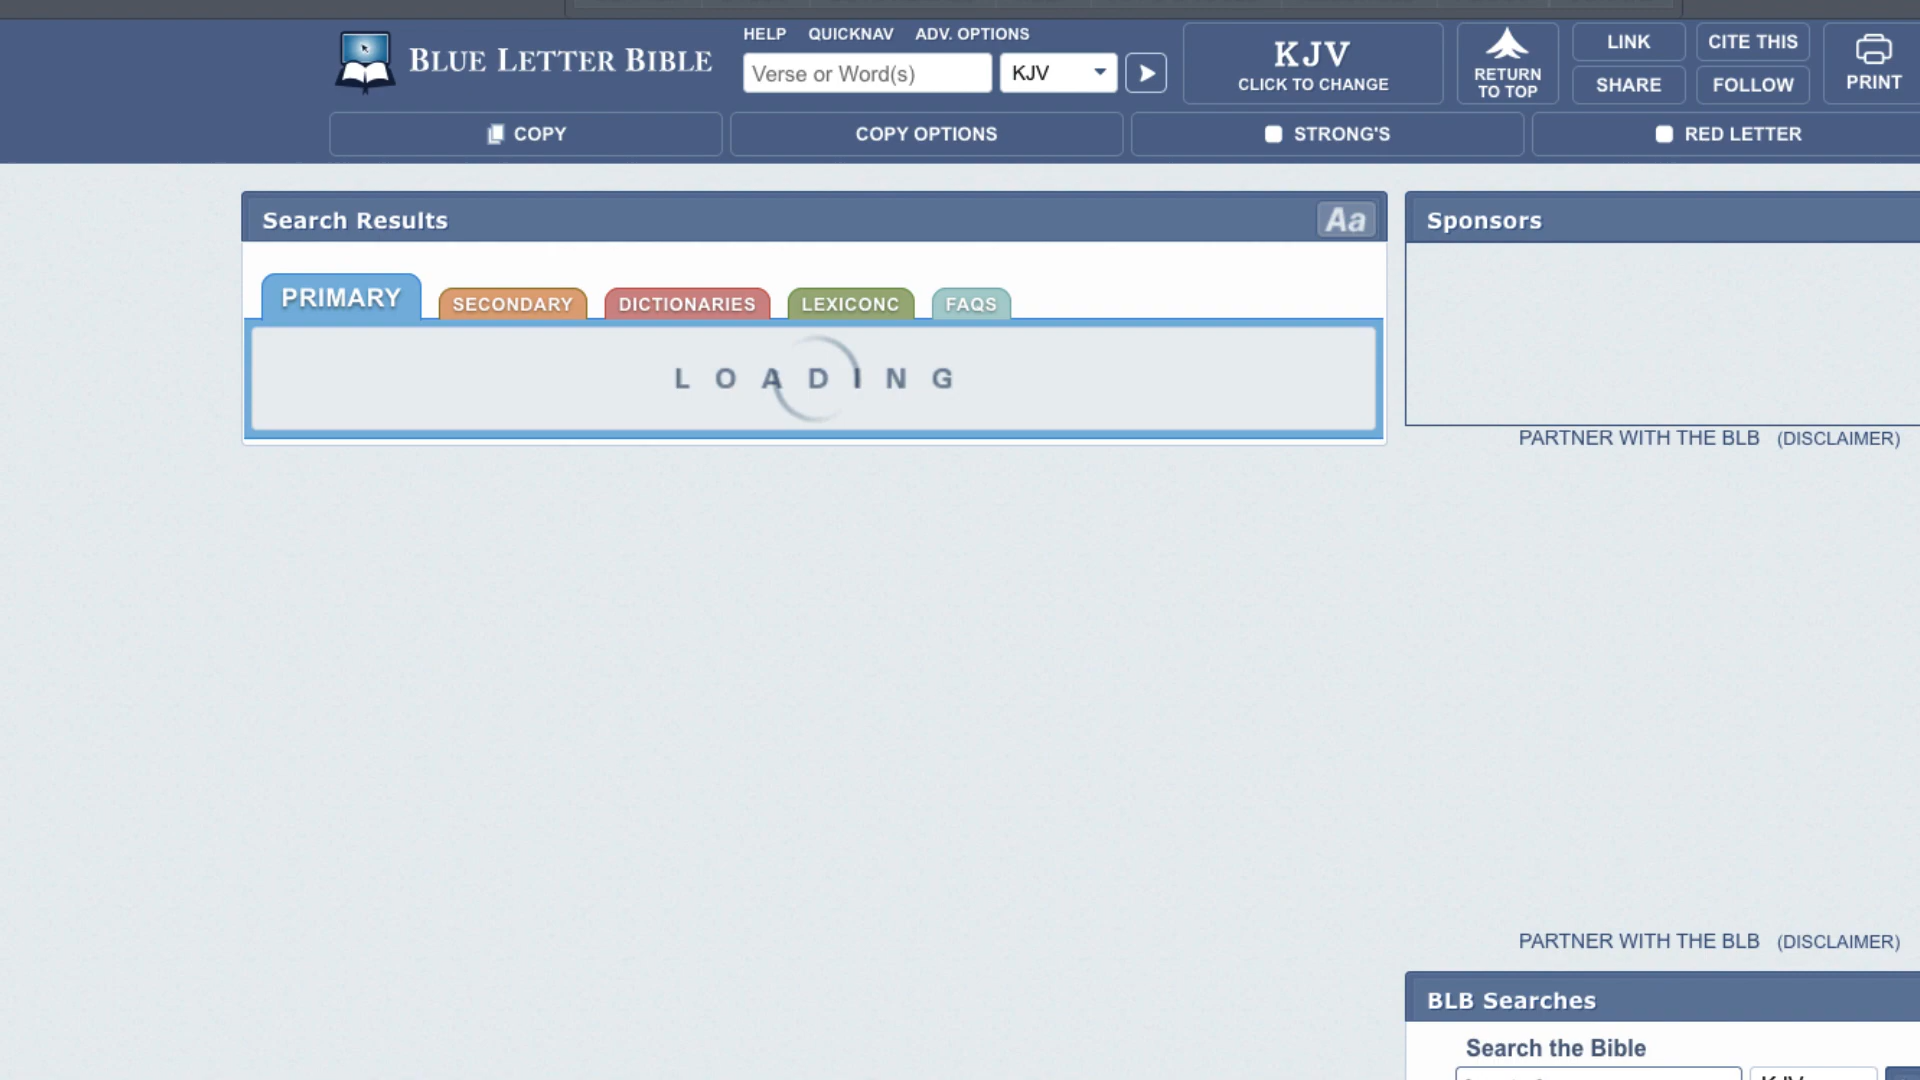 HELP QUICKNAV ADV. OPTIONS
BLUE LETTER BIBLE
Verse or Word(s) KJV
KJV
CLICK TO CHANGE
RETURN
TO TOP
LINK CITE THIS
SHARE FOLLOW
PRINT
COPY COPY OPTIONS STRONG'S RED LETTER
Search Results Aa
PRIMARY SECONDARY DICTIONARIES LEXICONC FAQS
LOADING
Sponsors
PARTNER WITH THE BLB (DISCLAIMER)
PARTNER WITH THE BLB (DISCLAIMER)
BLB Searches
Search the Bible
KJV